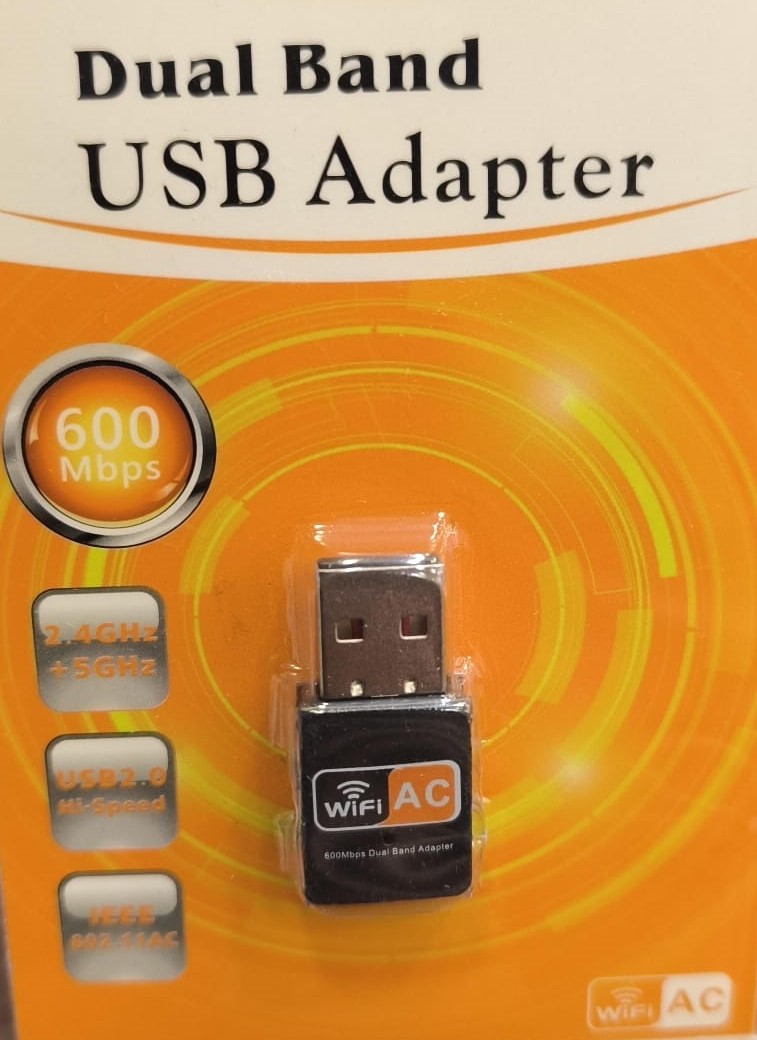 Dual Band
USB Adapter
600
Mbps
2.4GHz
+5GHz
USB2.0
Hi-Speed
IEEE
802.11AC
WiFi AC
600Mbps Dual Band Adapter
WiFi AC